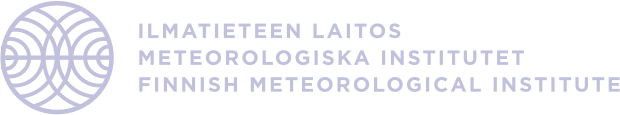 ILMATIETEEN LAITOS
METEOROLOGISKA INSTITUTET
FINNISH METEOROLOGICAL INSTITUTE